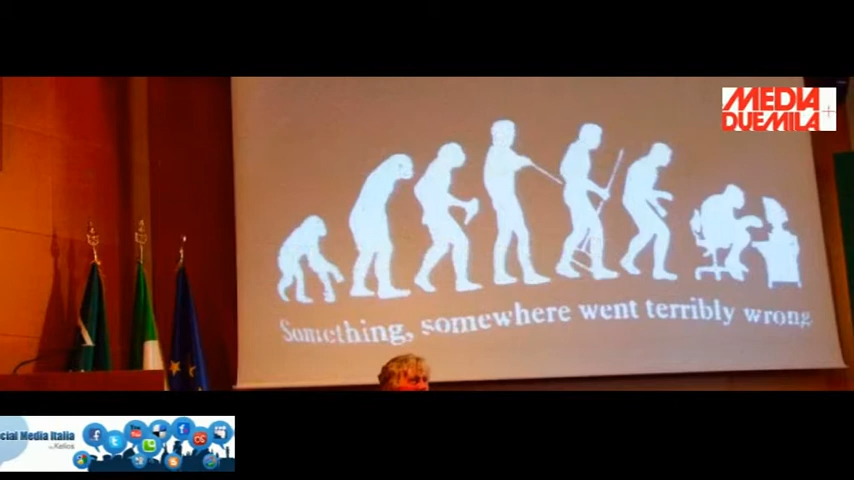 MEDIA
DUEMILA+
Something, somewhere went terribly wrong
cial Media Italia